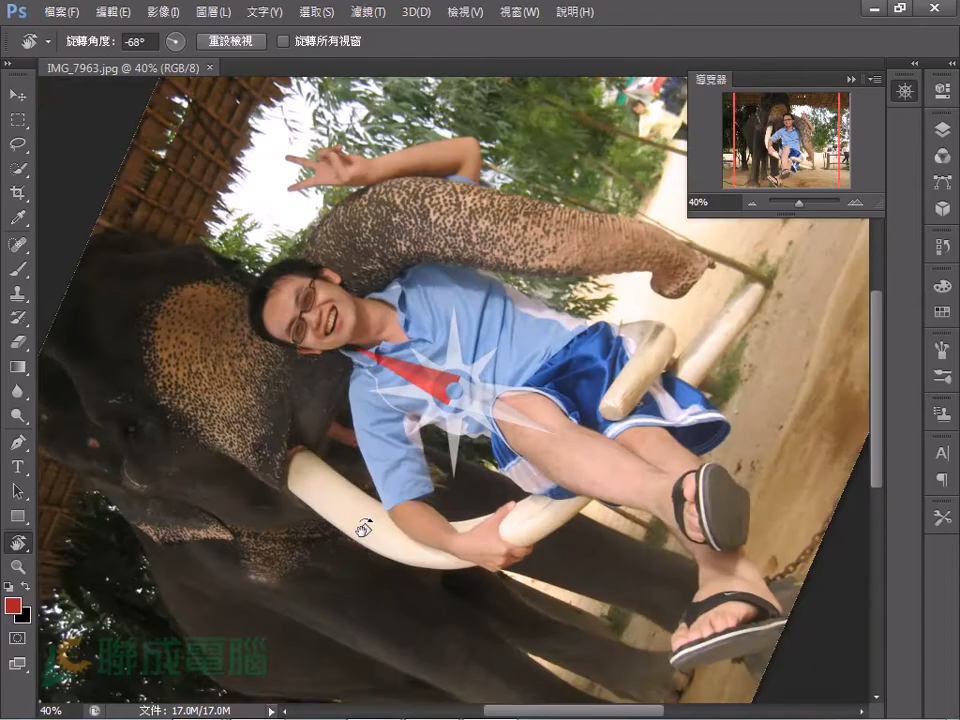 Ps 檔案(F) 編輯(E) 影像(I) 圖層(L) 文字(Y) 選取(S) 濾鏡(T) 3D(D) 檢視(V) 視窗(W) 說明(H)
旋轉角度: -68° 重設檢視 旋轉所有視窗
IMG_7963.jpg @ 40% (RGB/8) ×
導覽器
40%
聯成電腦
40% 文件: 17.0M/17.0M